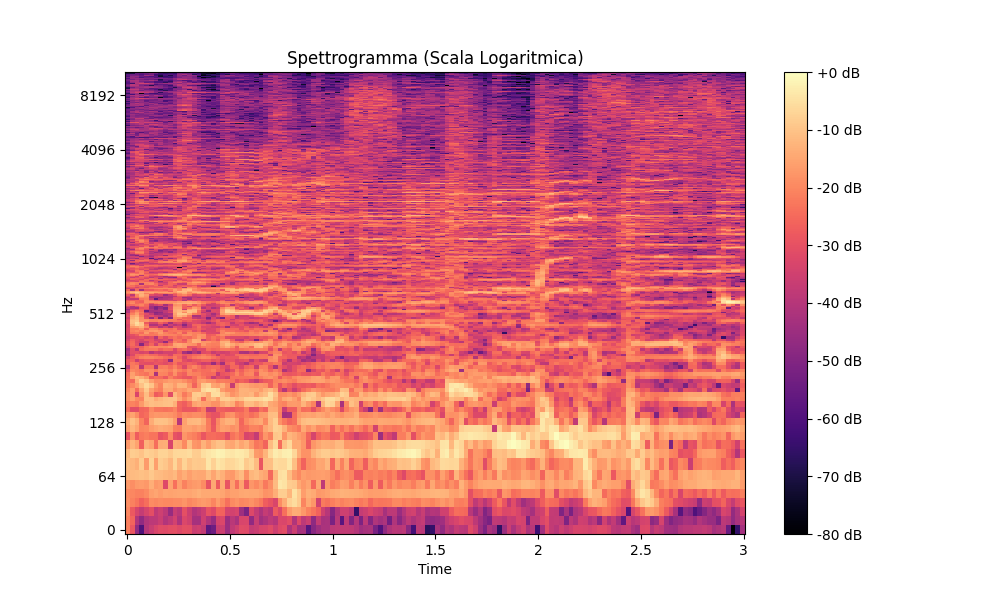 Spettrogramma (Scala Logaritmica)
8192
4096
2048
1024
512
256
128
64
0
Hz
0
0.5
1
1.5
2
2.5
3
Time
+0 dB
-10 dB
-20 dB
-30 dB
-40 dB
-50 dB
-60 dB
-70 dB
-80 dB